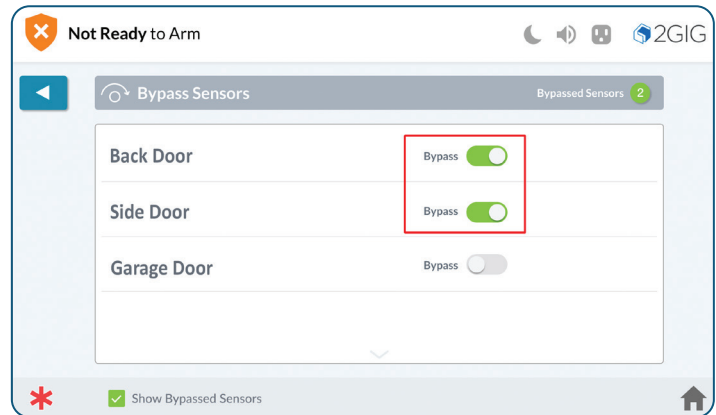 Not Ready to Arm
2GIG
Bypass Sensors
Bypassed Sensors 2
Back Door Bypass
Side Door Bypass
Garage Door Bypass
Show Bypassed Sensors